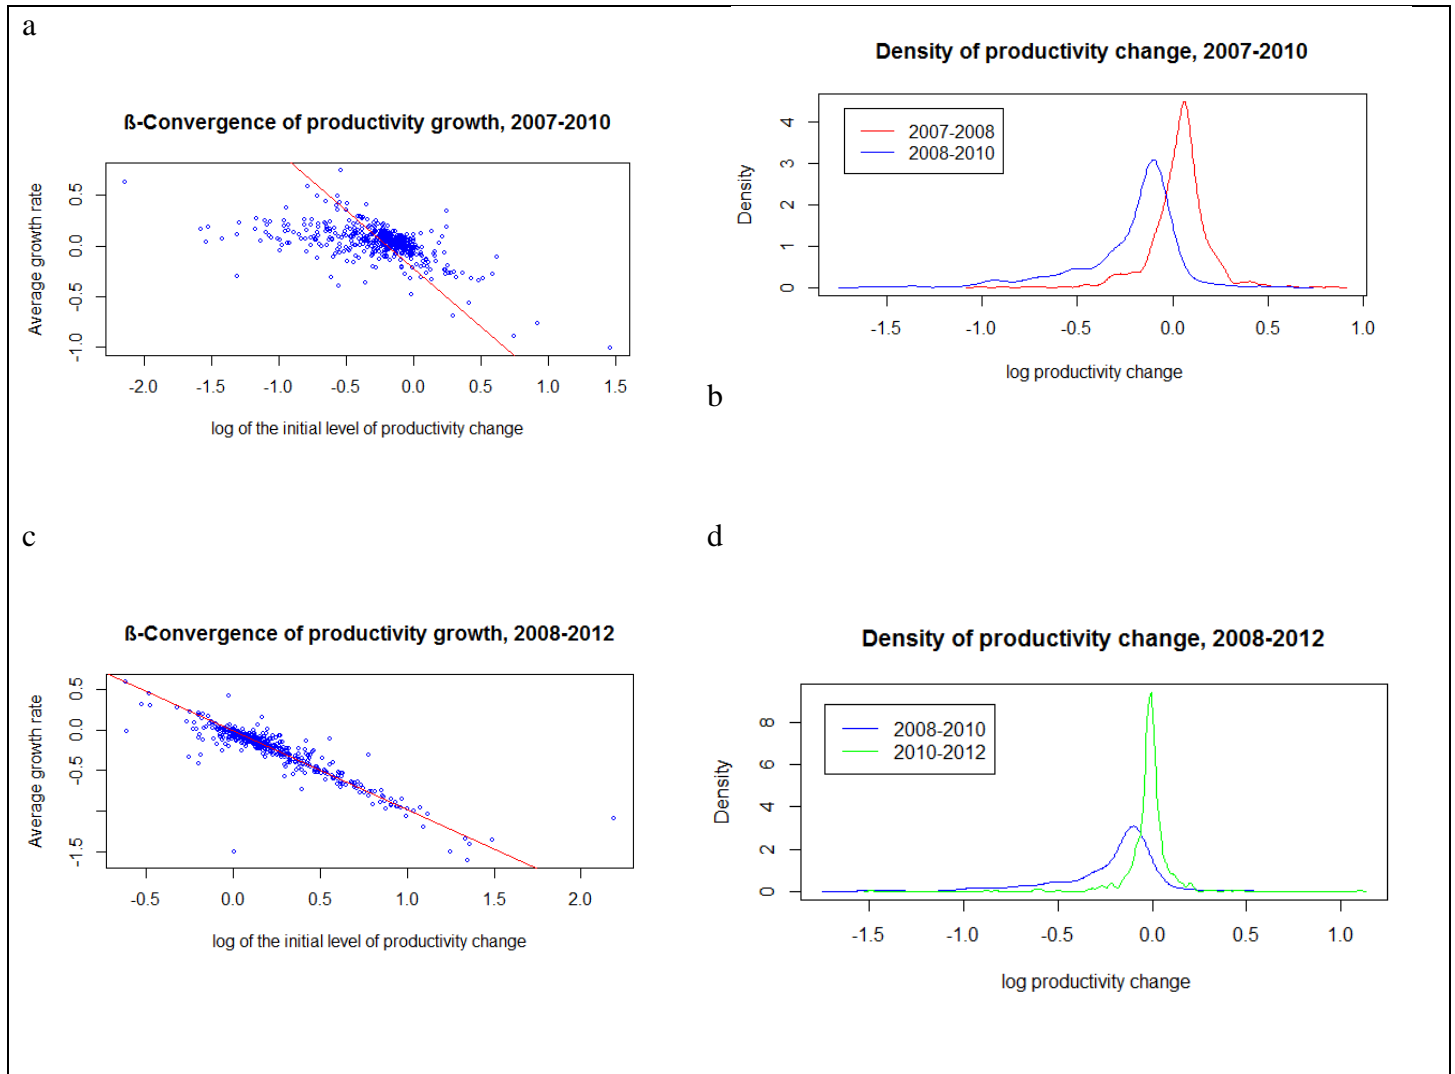 a
ß-Convergence of productivity growth, 2007-2010
Average growth rate
0.5
0.0
-0.5
-1.0
-2.0 -1.5 -1.0 -0.5 0.0 0.5 1.0 1.5
log of the initial level of productivity change
Density of productivity change, 2007-2010
2007-2008
2008-2010
Density
4
3
2
1
0
-1.5 -1.0 -0.5 0.0 0.5 1.0
log productivity change
b
c
ß-Convergence of productivity growth, 2008-2012
Average growth rate
0.5
0.0
-0.5
-1.5
-0.5 0.0 0.5 1.0 1.5 2.0
log of the initial level of productivity change
d
Density of productivity change, 2008-2012
2008-2010
2010-2012
Density
8
6
4
2
0
-1.5 -1.0 -0.5 0.0 0.5 1.0
log productivity change